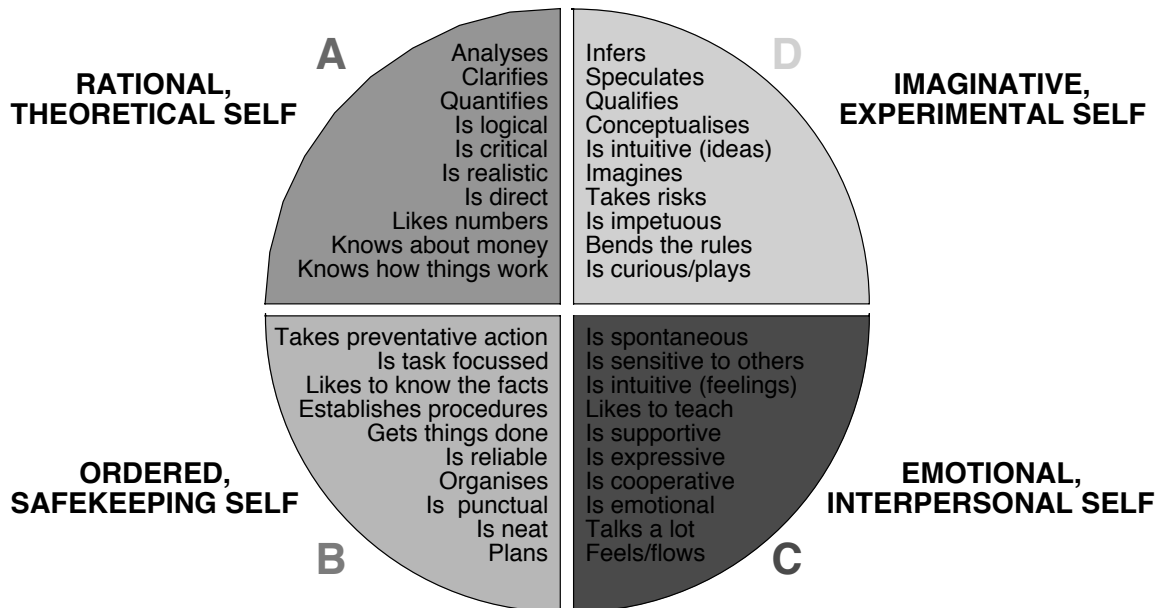 A
RATIONAL,
THEORETICAL SELF
Analyses
Clarifies
Quantifies
Is logical
Is critical
Is realistic
Is direct
Likes numbers
Knows about money
Knows how things work
D
IMAGINATIVE,
EXPERIMENTAL SELF
Infers
Speculates
Qualifies
Conceptualises
Is intuitive (ideas)
Imagines
Takes risks
Is impetuous
Bends the rules
Is curious/plays
ORDERED,
SAFEKEEPING SELF
B
Takes preventative action
Is task focussed
Likes to know the facts
Establishes procedures
Gets things done
Is reliable
Organises
Is punctual
Is neat
Plans
Is spontaneous
Is sensitive to others
Is intuitive (feelings)
Likes to teach
Is supportive
Is expressive
Is cooperative
Is emotional
Talks a lot
Feels/flows
EMOTIONAL,
INTERPERSONAL SELF
C